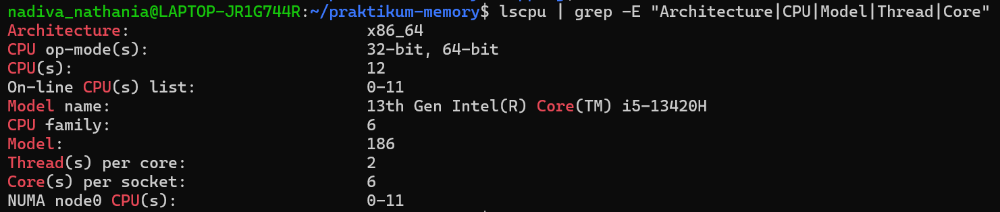 nadiva_nathania@LAPTOP-JR1G744R:~/praktikum-memory$ lscpu | grep -E "Architecture|CPU|Model|Thread|Core"
Architecture: x86_64
CPU op-mode(s): 32-bit, 64-bit
CPU(s): 12
On-line CPU(s) list: 0-11
Model name: 13th Gen Intel(R) Core(TM) i5-13420H
CPU family: 6
Model: 186
Thread(s) per core: 2
Core(s) per socket: 6
NUMA node0 CPU(s): 0-11